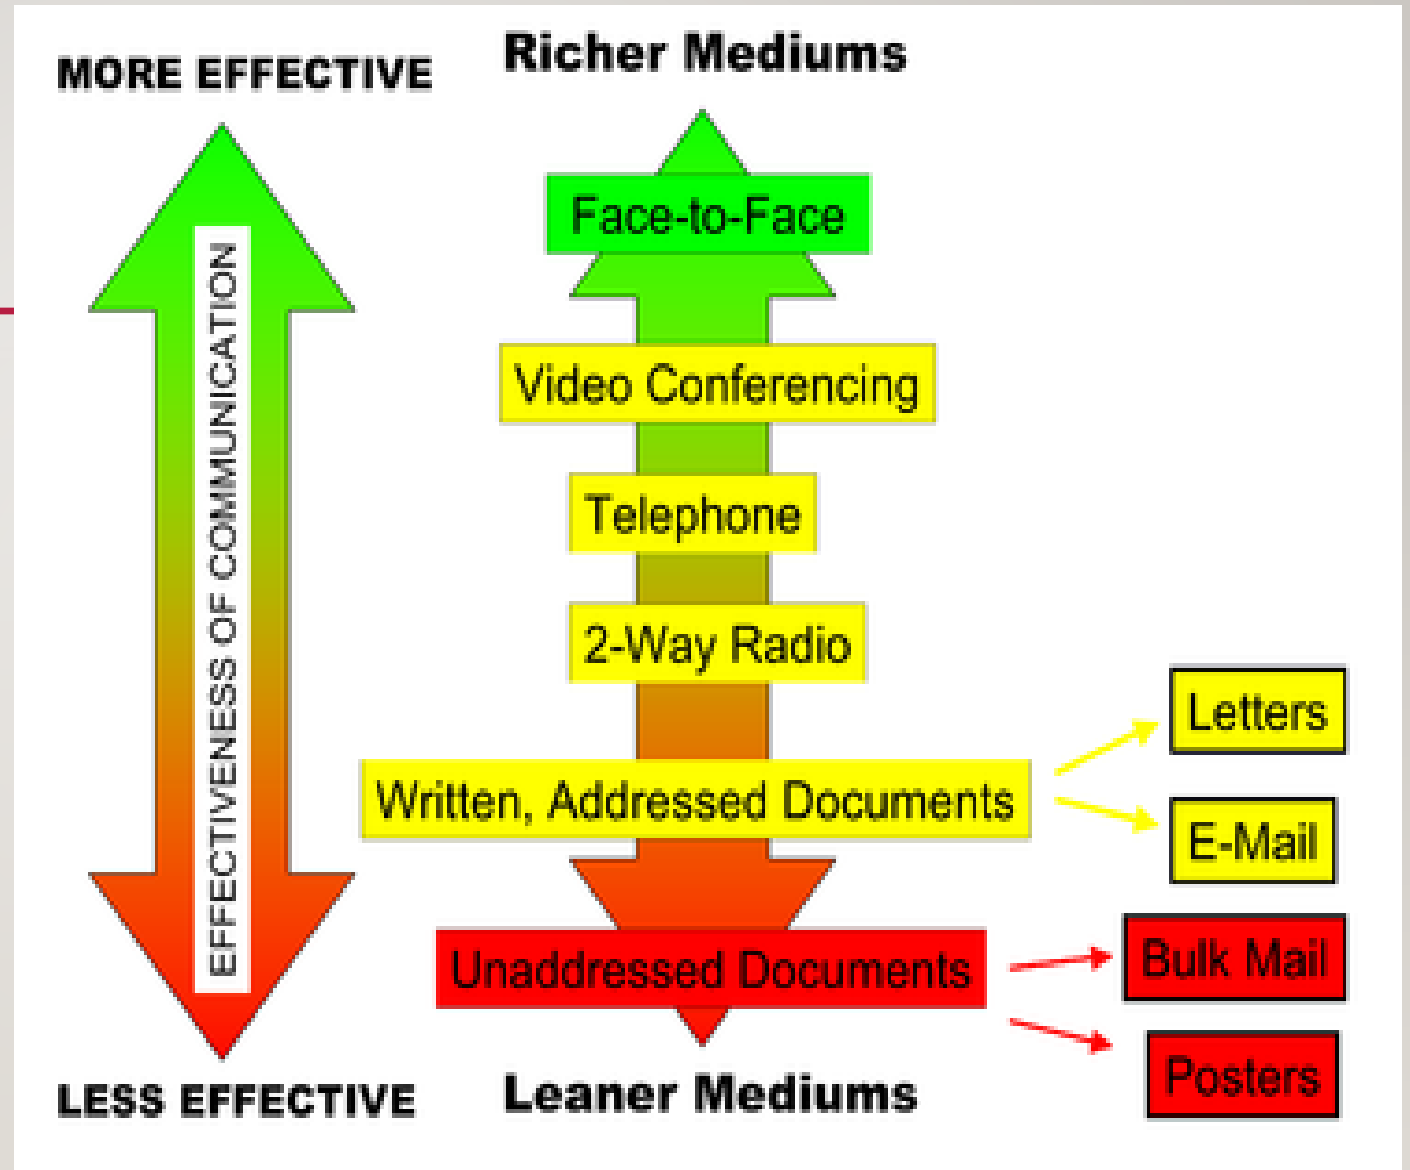 MORE EFFECTIVE
Richer Mediums
EFFECTIVENESS OF COMMUNICATION
Face-to-Face
Video Conferencing
Telephone
2-Way Radio
Written, Addressed Documents
Letters
E-Mail
Unaddressed Documents
Bulk Mail
Posters
LESS EFFECTIVE
Leaner Mediums